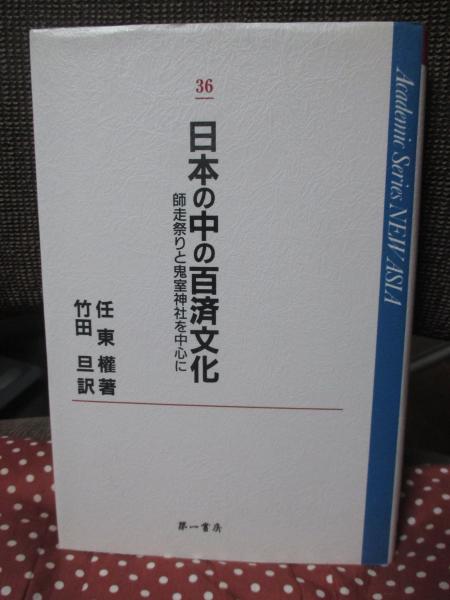 36
日本の中の百済文化
師走祭りと鬼室神社を中心に
任東權著
竹田旦訳
第一書房
Academic Series NEW ASIA